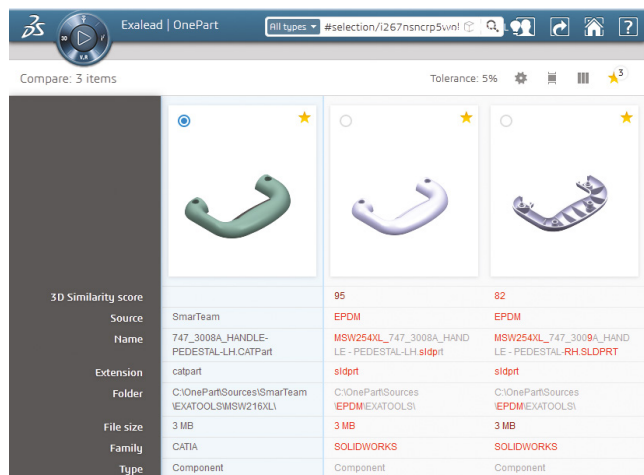 Exalead | OnePart
All types #selection/i267nsncrp5wn!
3D
V.R
Compare: 3 items
Tolerance: 5%
3
3D Similarity score 95 82
Source SmarTeam EPDM EPDM
Name 747_3008A_HANDLE- MSW254XL_747_3008A_HAND MSW254XL_747_3009A_HAND
PEDESTAL-LH.CATPart LE - PEDESTAL-LH.sldprt LE - PEDESTAL-RH.SLDPRT
Extension catpart sldprt sldprt
Folder C:\OnePart\Sources\SmarTeam C:\OnePart\Sources C:\OnePart\Sources
\EXATOOLS\MSW216XL\ \EPDM\EXATOOLS\ \EPDM\EXATOOLS\
File size 3 MB 3 MB 3 MB
Family CATIA SOLIDWORKS SOLIDWORKS
Type Component Component Component